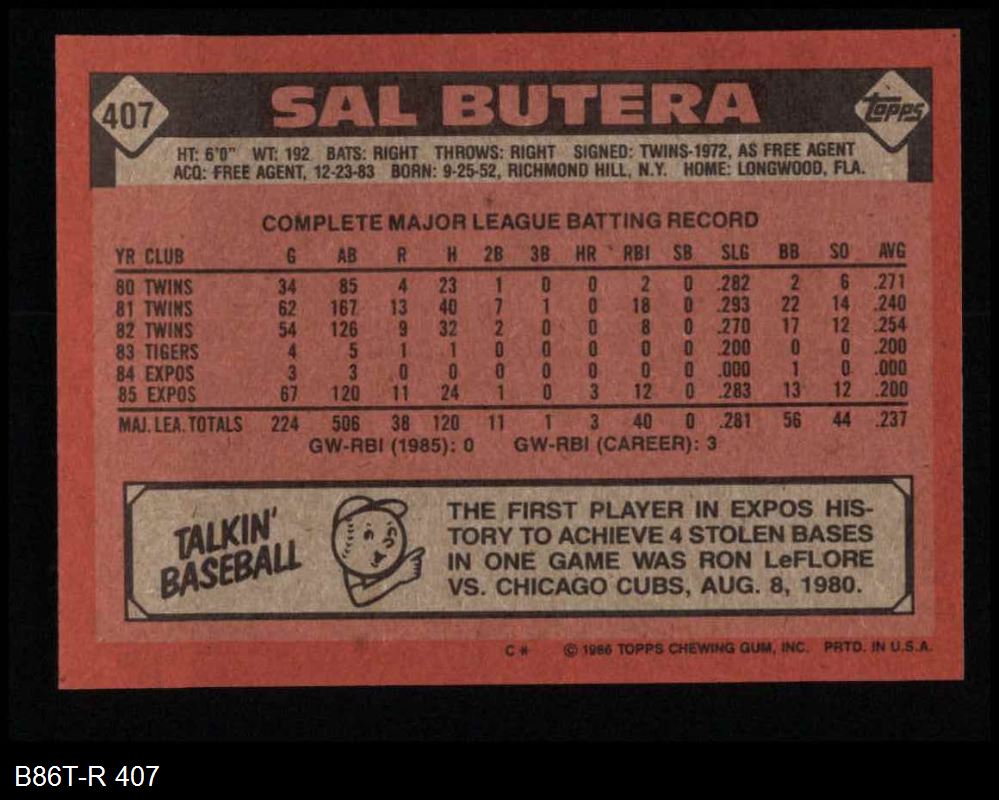 407
SAL BUTERA
topps
HT: 6'0" WT: 192 BATS: RIGHT THROWS: RIGHT SIGNED: TWINS-1972, AS FREE AGENT
ACQ: FREE AGENT, 12-23-83 BORN: 9-25-52, RICHMOND HILL, N.Y. HOME: LONGWOOD, FLA.
COMPLETE MAJOR LEAGUE BATTING RECORD
YR CLUB G AB R H 2B 3B HR RBI SB SLG BB SO AVG
80 TWINS 34 85 4 23 1 0 0 2 0 .282 2 6 .271
81 TWINS 62 167 13 40 7 1 0 18 0 .293 22 14 .240
82 TWINS 54 126 9 32 2 0 0 8 0 .270 17 12 .254
83 TIGERS 4 5 1 1 0 0 0 0 0 .200 0 0 .200
84 EXPOS 3 3 0 0 0 0 0 0 0 .000 1 0 .000
85 EXPOS 67 120 11 24 1 0 3 12 0 .283 13 12 .200
MAJ. LEA. TOTALS 224 506 38 120 11 1 3 40 0 .281 56 44 .237
GW-RBI (1985): 0 GW-RBI (CAREER): 3
TALKIN'
BASEBALL
THE FIRST PLAYER IN EXPOS HIS-
TORY TO ACHIEVE 4 STOLEN BASES
IN ONE GAME WAS RON LeFLORE
VS. CHICAGO CUBS, AUG. 8, 1980.
C* © 1986 TOPPS CHEWING GUM, INC. PRTD. IN U.S.A.
B86T-R 407